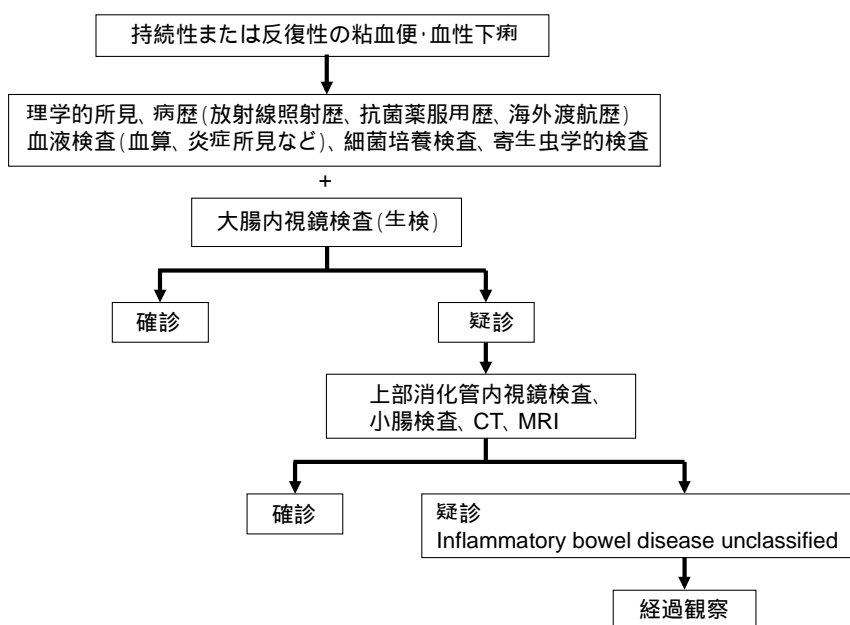 持続性または反復性の粘血便・血性下痢
理学的所見、病歴(放射線照射歴、抗菌薬服用歴、海外渡航歴)
血液検査(血算、炎症所見など)、細菌培養検査、寄生虫学的検査
+
大腸内視鏡検査(生検)
確診
疑診
上部消化管内視鏡検査、
小腸検査、CT、MRI
確診
疑診
Inflammatory bowel disease unclassified
経過観察